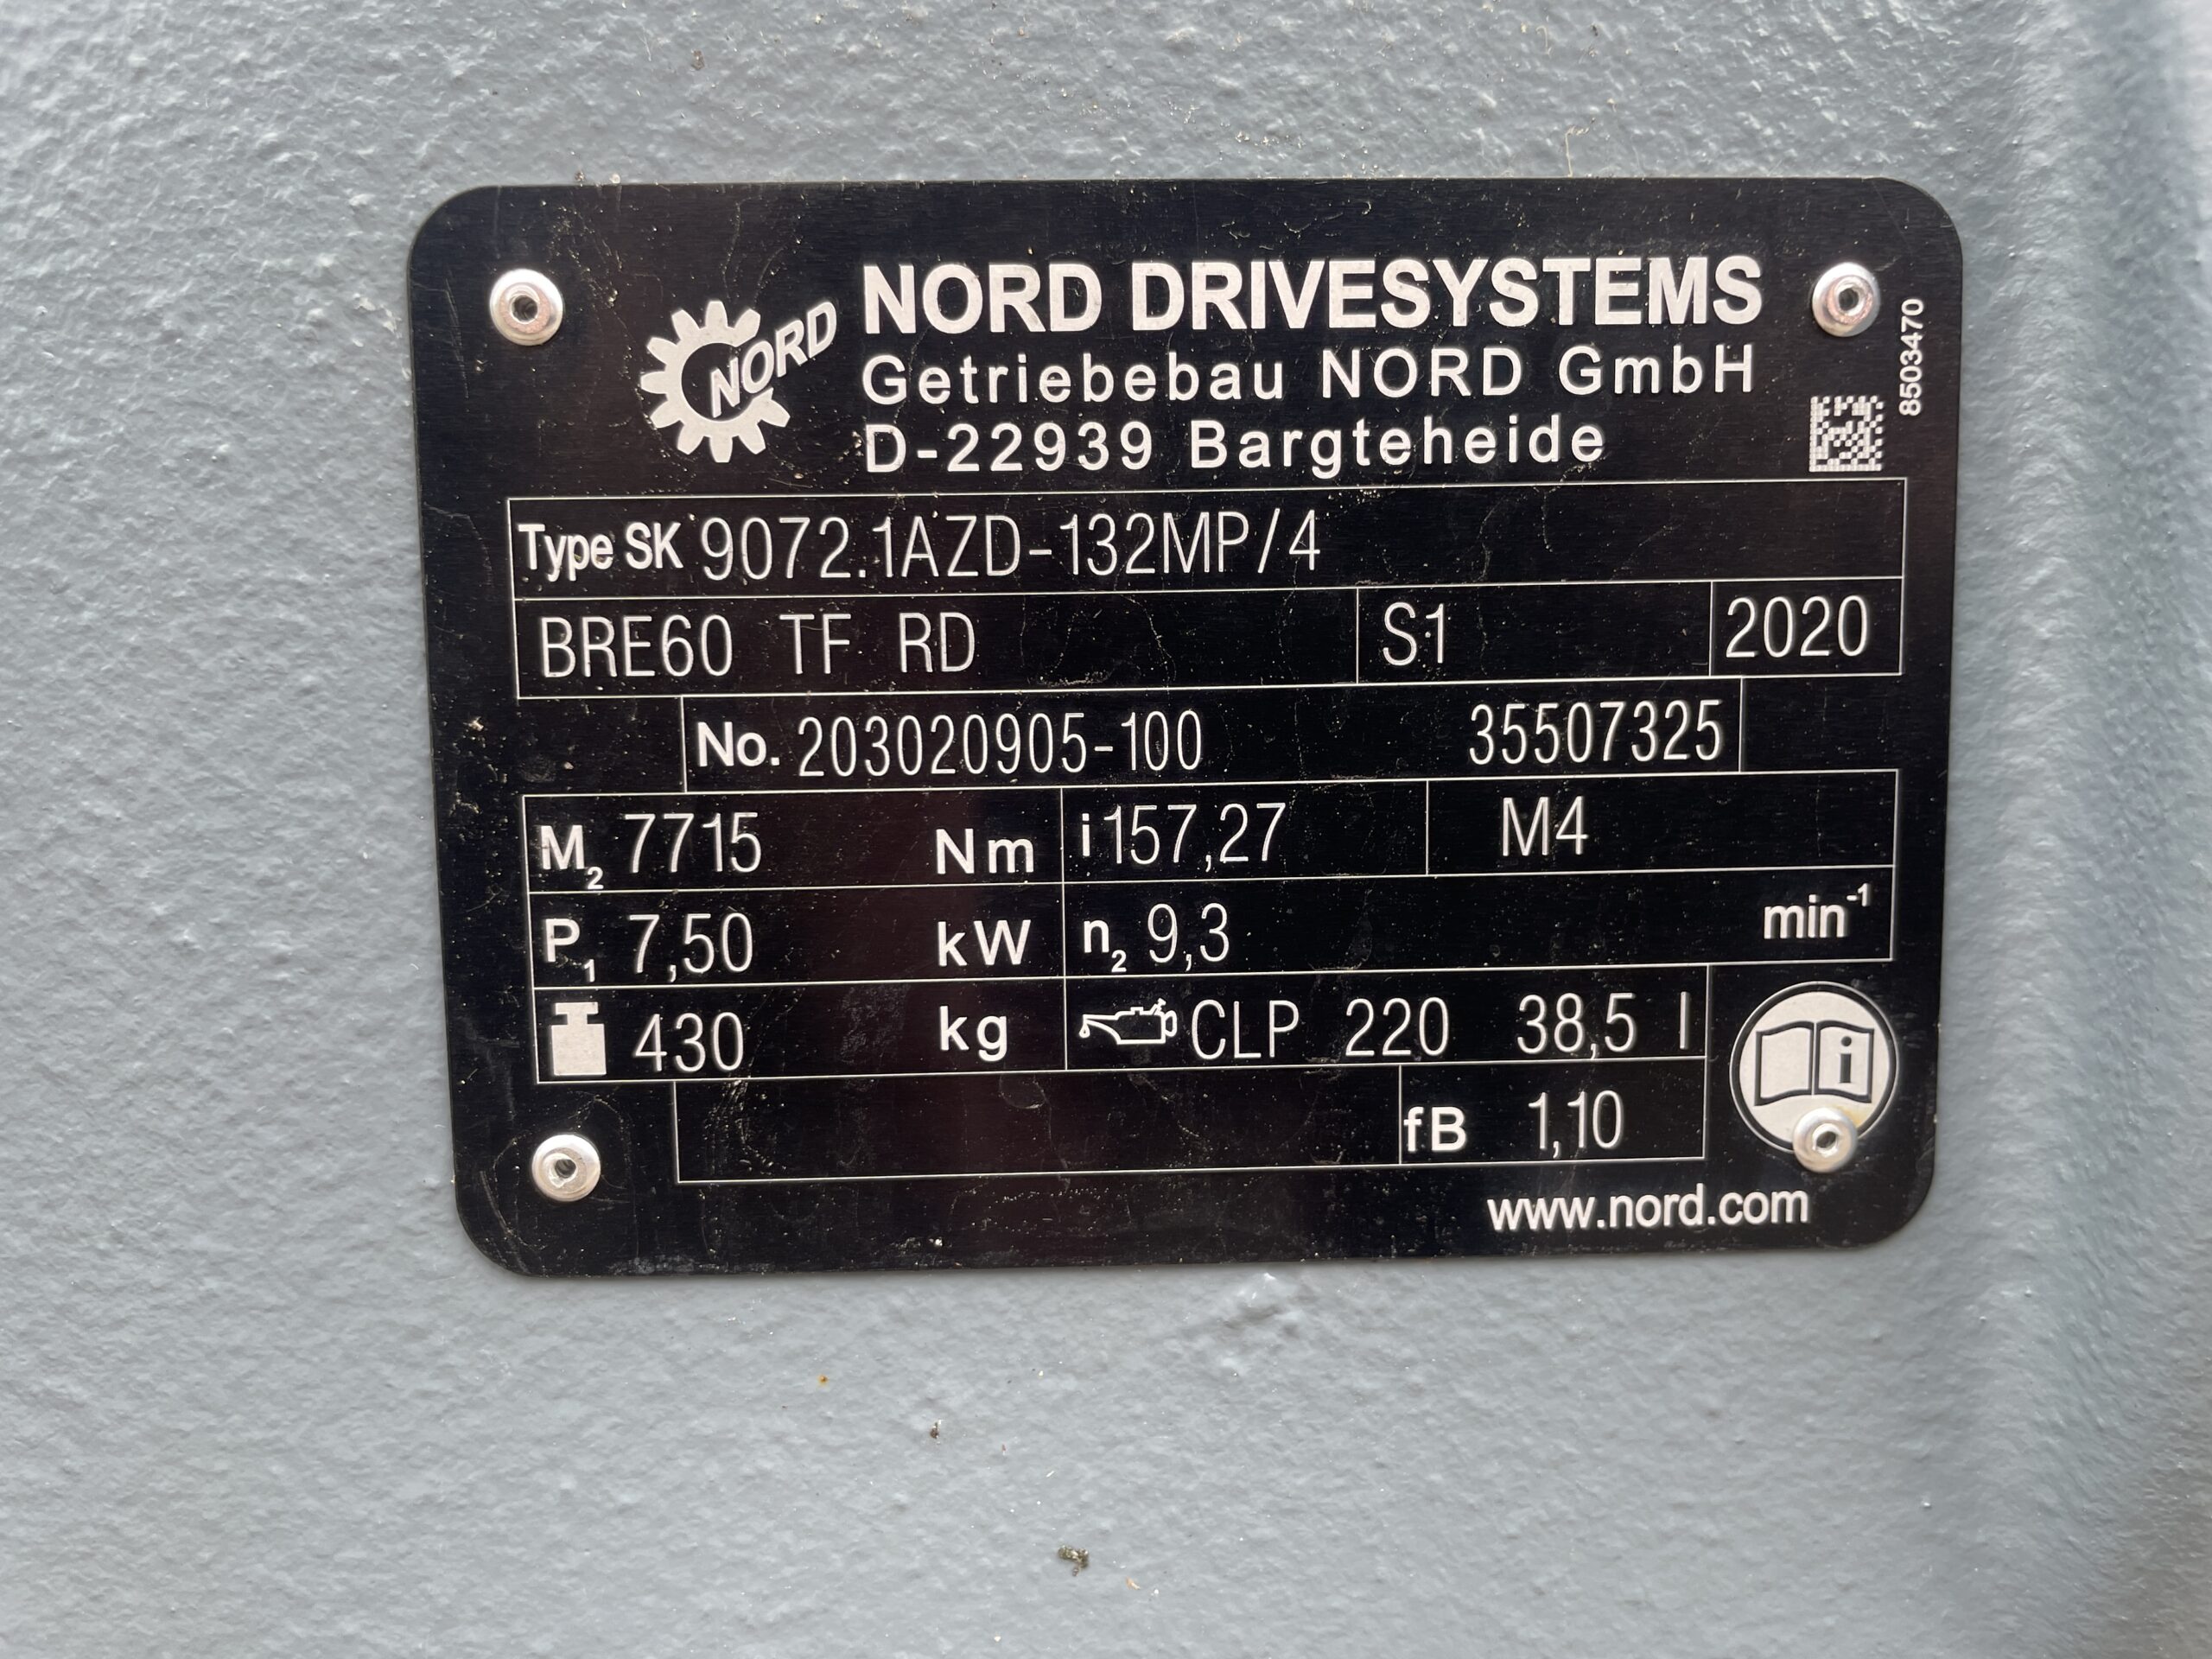 NORD
NORD DRIVESYSTEMS
Getriebebau NORD GmbH
D-22939 Bargteheide
8503470
Type SK 9072.1AZD-132MP/4
BRE60 TF RD S1 2020
No. 203020905-100 35507325
M₂ 7715 Nm i 157,27 M4
P₁ 7,50 kW n₂ 9,3 min⁻¹
430 kg CLP 220 38,5 l
i
fB 1,10
www.nord.com